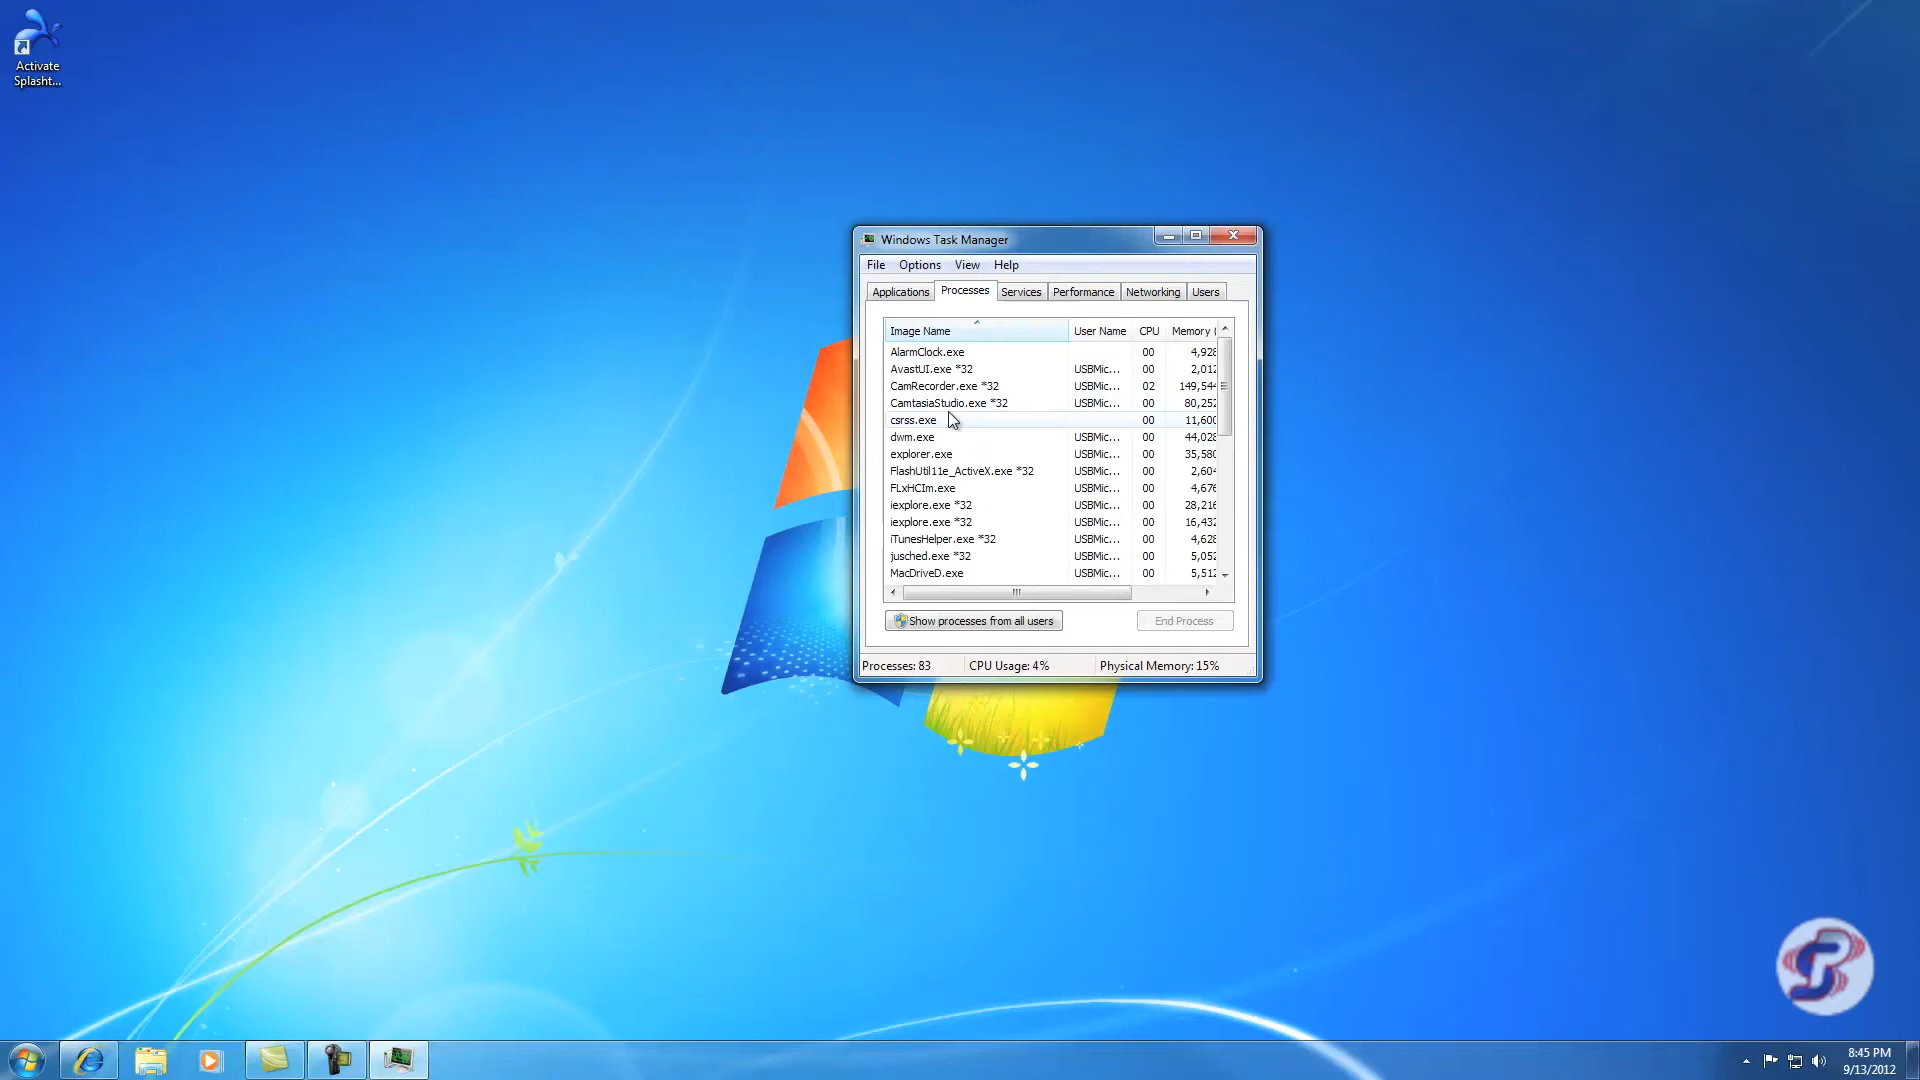 Activate
Splasht...
Windows Task Manager
File Options View Help
Applications Processes Services Performance Networking Users
Image Name User Name CPU Memory (
AlarmClock.exe 00 4,928
AvastUI.exe *32 USBMic... 00 2,012
CamRecorder.exe *32 USBMic... 02 149,544
CamtasiaStudio.exe *32 USBMic... 00 80,252
csrss.exe 00 11,600
dwm.exe USBMic... 00 44,028
explorer.exe USBMic... 00 35,580
FlashUtil11e_ActiveX.exe *32 USBMic... 00 2,604
FLxHCIm.exe USBMic... 00 4,676
iexplore.exe *32 USBMic... 00 28,216
iexplore.exe *32 USBMic... 00 16,432
iTunesHelper.exe *32 USBMic... 00 4,628
jusched.exe *32 USBMic... 00 5,052
MacDriveD.exe USBMic... 00 5,512
Show processes from all users End Process
Processes: 83 CPU Usage: 4% Physical Memory: 15%
8:45 PM
9/13/2012